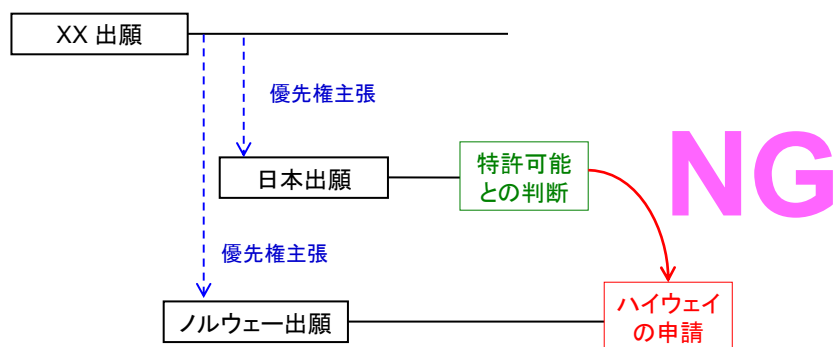 XX 出願
優先権主張
特許可能
との判断
NG
日本出願
優先権主張
ハイウェイ
の申請
ノルウェー出願